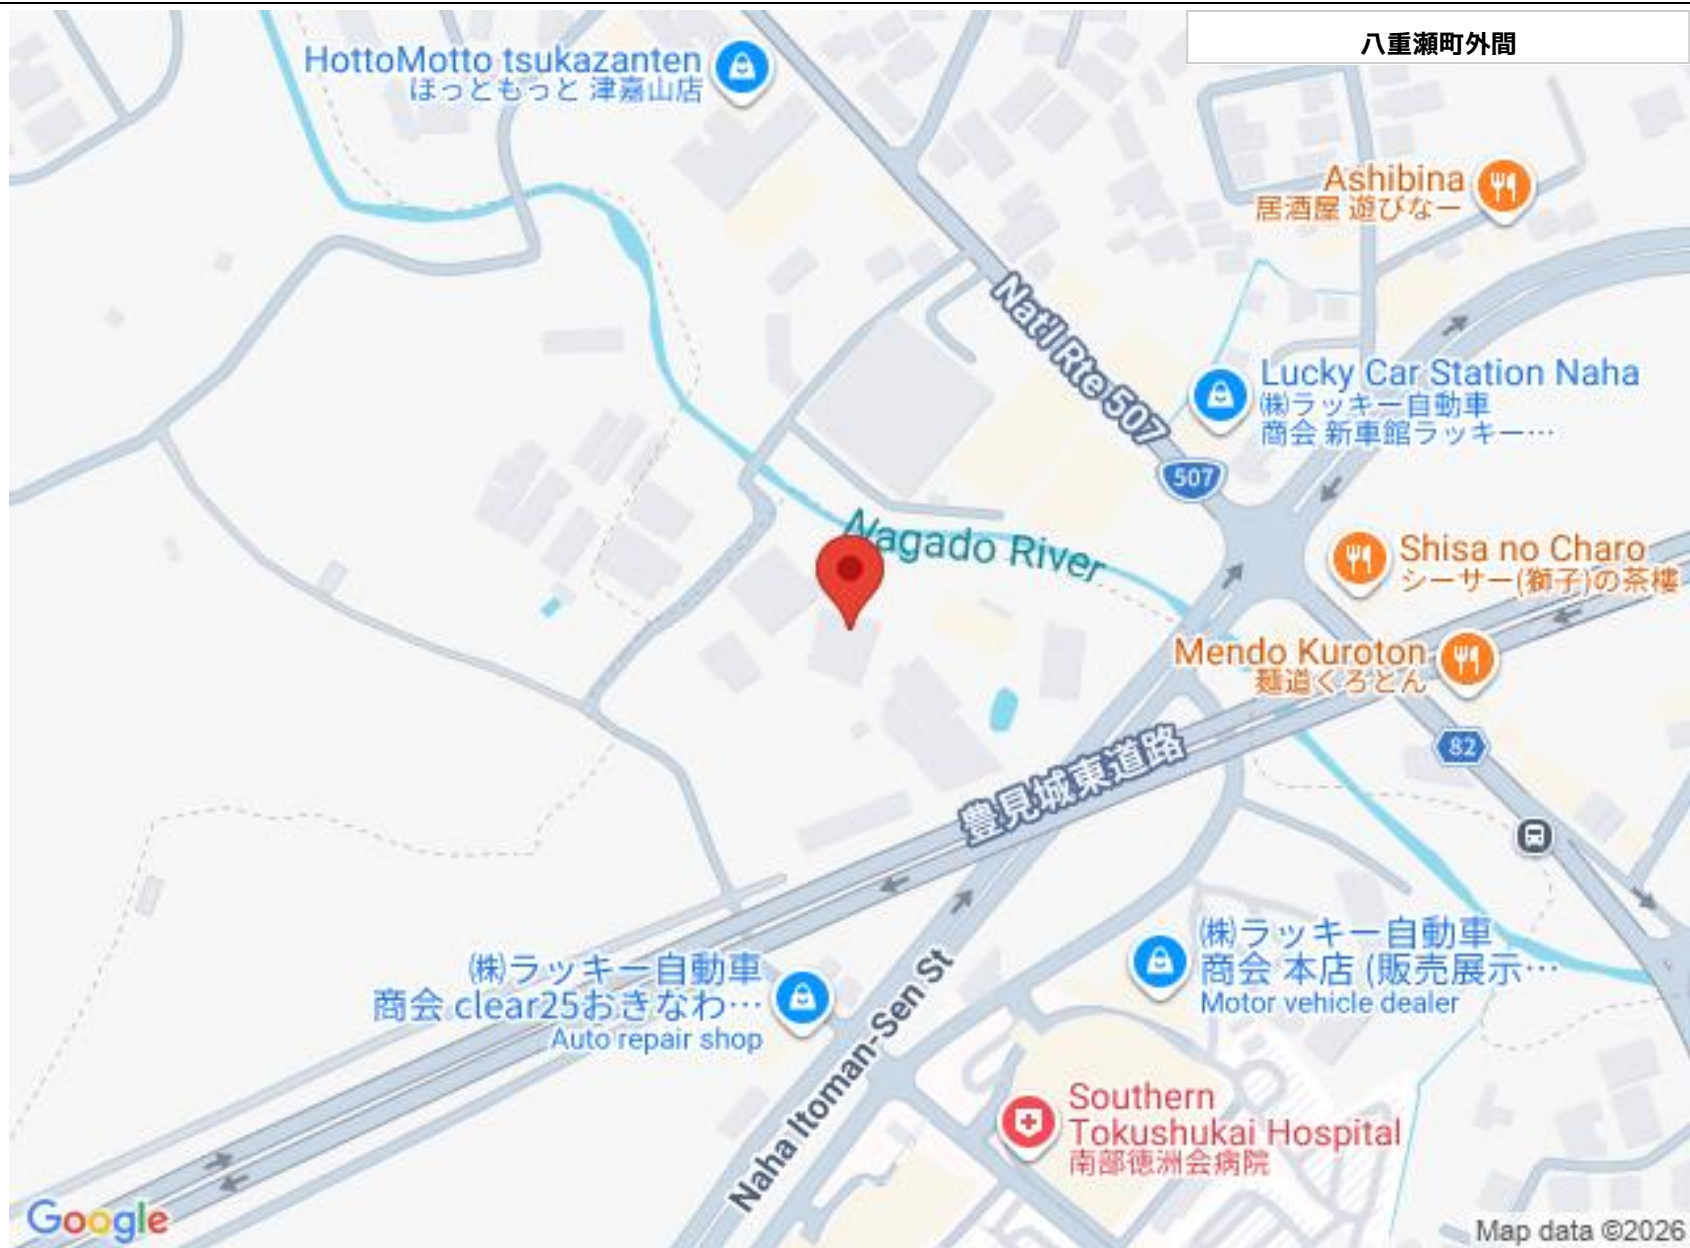 八重瀬町外間
HottoMotto tsukazanten
ほっともっと 津嘉山店
Ashibina
居酒屋 遊びなー
Nat'l Rte 507
Lucky Car Station Naha
㈱ラッキー自動車
商会 新車館ラッキー…
507
Nagado River
Shisa no Charo
シーサー(獅子)の茶樓
Mendo Kuroton
麺道くろとん
82
豊見城東道路
㈱ラッキー自動車
商会 本店 (販売展示…
Motor vehicle dealer
㈱ラッキー自動車
商会 clear25おきなわ…
Auto repair shop
Naha Itoman-Sen St
Southern
Tokushukai Hospital
南部徳洲会病院
Google
Map data ©2026